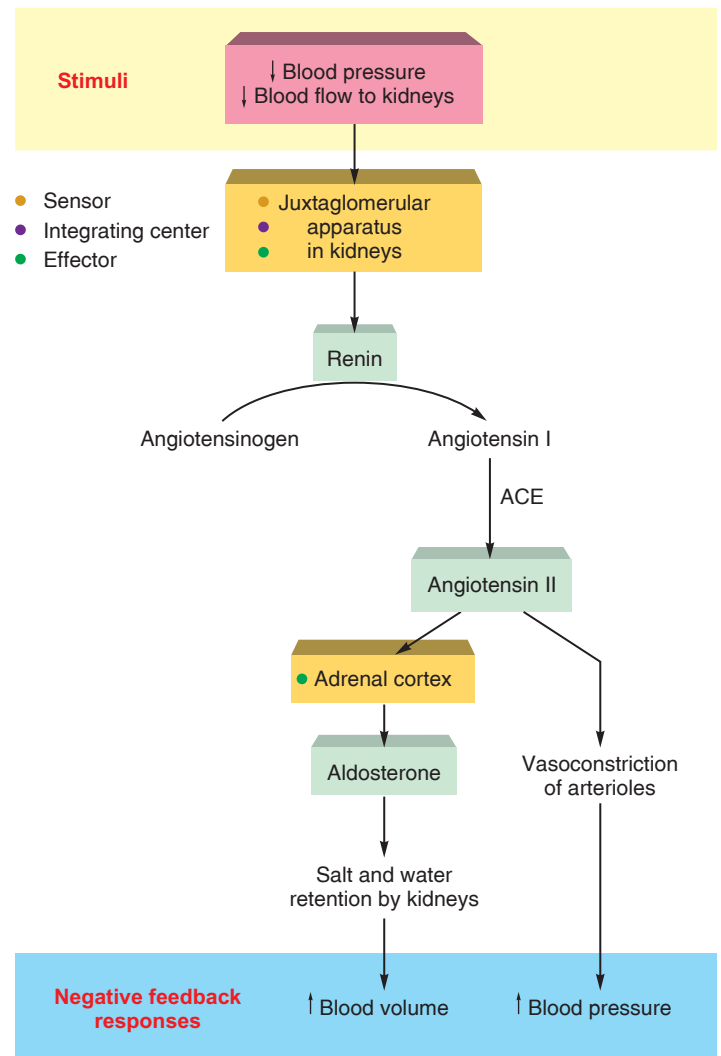 Stimuli
↓ Blood pressure
↓ Blood flow to kidneys
Sensor
Integrating center
Effector
Juxtaglomerular
apparatus
in kidneys
Renin
Angiotensinogen
Angiotensin I
ACE
Angiotensin II
Adrenal cortex
Aldosterone
Vasoconstriction
of arterioles
Salt and water
retention by kidneys
Negative feedback
responses
↑ Blood volume
↑ Blood pressure